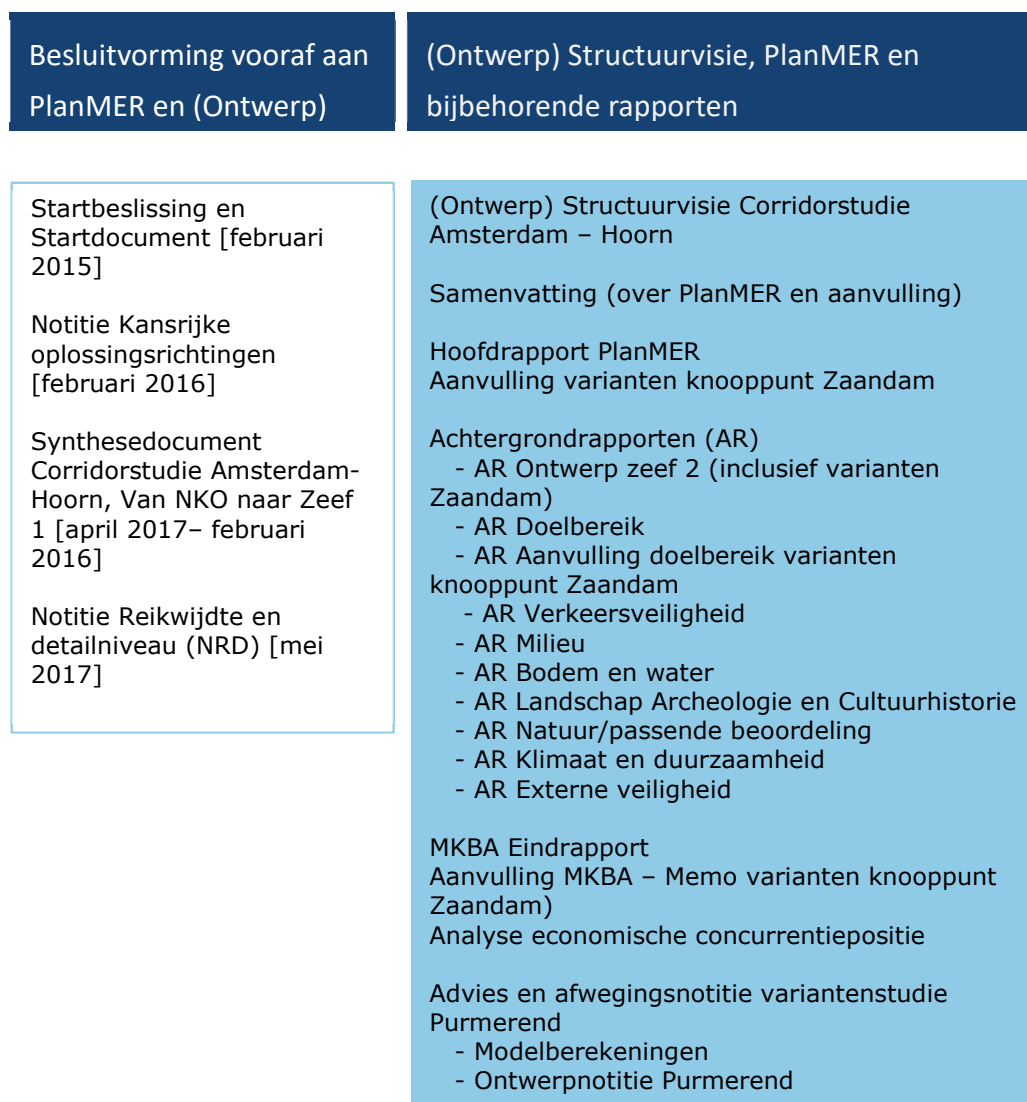 Besluitvorming vooraf aan
PlanMER en (Ontwerp)
(Ontwerp) Structuurvisie, PlanMER en
bijbehorende rapporten
Startbeslissing en
Startdocument [februari
2015]
Notitie Kansrijke
oplossingsrichtingen
[februari 2016]
Synthesedocument
Corridorstudie Amsterdam-
Hoorn, Van NKO naar Zeef
1 [april 2017– februari
2016]
Notitie Reikwijdte en
detailniveau (NRD) [mei
2017]
(Ontwerp) Structuurvisie Corridorstudie
Amsterdam – Hoorn
Samenvatting (over PlanMER en aanvulling)
Hoofdrapport PlanMER
Aanvulling varianten knooppunt Zaandam
Achtergrondrapporten (AR)
- AR Ontwerp zeef 2 (inclusief varianten
Zaandam)
- AR Doelbereik
- AR Aanvulling doelbereik varianten
knooppunt Zaandam
- AR Verkeersveiligheid
- AR Milieu
- AR Bodem en water
- AR Landschap Archeologie en Cultuurhistorie
- AR Natuur/passende beoordeling
- AR Klimaat en duurzaamheid
- AR Externe veiligheid
MKBA Eindrapport
Aanvulling MKBA – Memo varianten knooppunt
Zaandam)
Analyse economische concurrentiepositie
Advies en afwegingsnotitie variantenstudie
Purmerend
- Modelberekeningen
- Ontwerpnotitie Purmerend